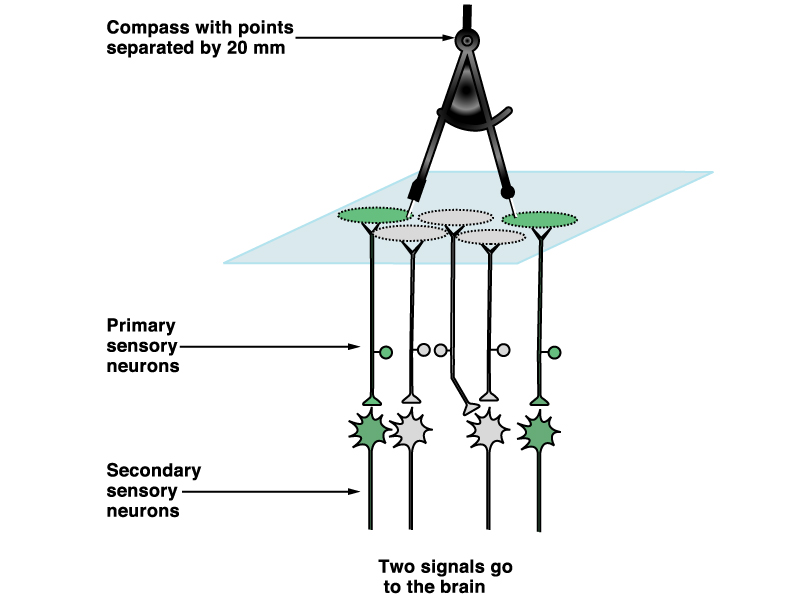 Compass with points
separated by 20 mm
Primary
sensory
neurons
Secondary
sensory
neurons
Two signals go
to the brain